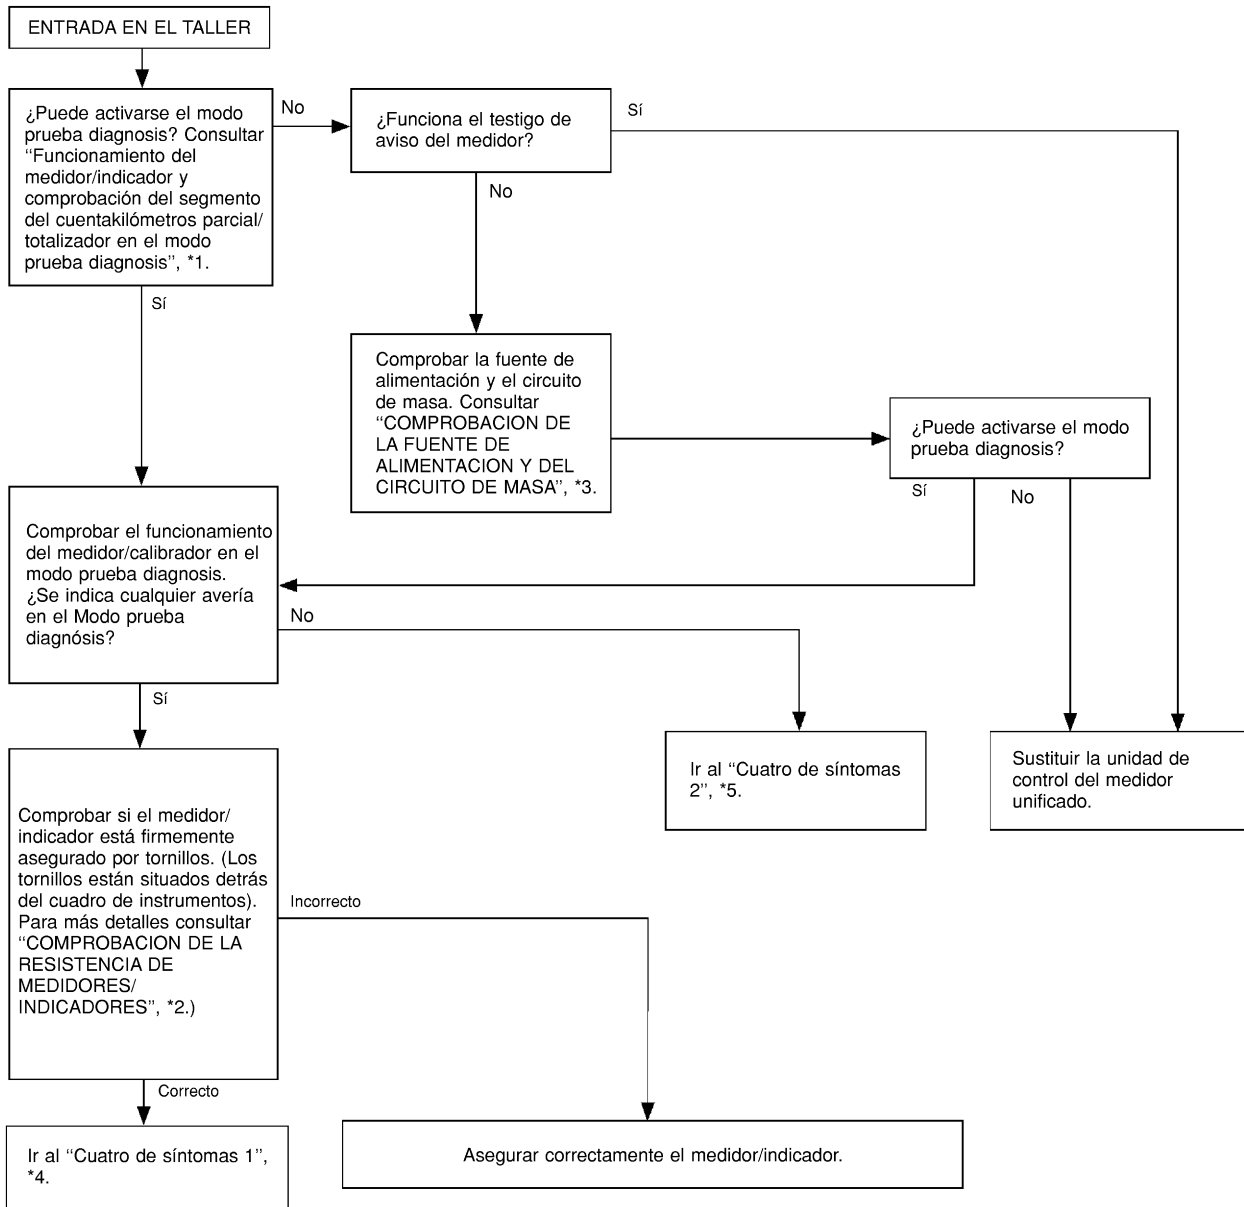 ENTRADA EN EL TALLER
¿Puede activarse el modo
prueba diagnosis? Consultar
“Funcionamiento del
medidor/indicador y
comprobación del segmento
del cuentakilómetros parcial/
totalizador en el modo
prueba diagnosis”, *1.
No
¿Funciona el testigo de
aviso del medidor?
Sí
No
Sí
Comprobar la fuente de
alimentación y el circuito
de masa. Consultar
“COMPROBACION DE
LA FUENTE DE
ALIMENTACION Y DEL
CIRCUITO DE MASA”, *3.
¿Puede activarse el modo
prueba diagnosis?
Sí
No
Comprobar el funcionamiento
del medidor/calibrador en el
modo prueba diagnosis.
¿Se indica cualquier avería
en el Modo prueba
diagnósis?
No
Sí
Ir al “Cuatro de síntomas
2”, *5.
Sustituir la unidad de
control del medidor
unificado.
Comprobar si el medidor/
indicador está firmemente
asegurado por tornillos. (Los
tornillos están situados detrás
del cuadro de instrumentos).
Para más detalles consultar
“COMPROBACION DE LA
RESISTENCIA DE
MEDIDORES/
INDICADORES”, *2.)
Incorrecto
Correcto
Ir al “Cuatro de síntomas 1”,
*4.
Asegurar correctamente el medidor/indicador.